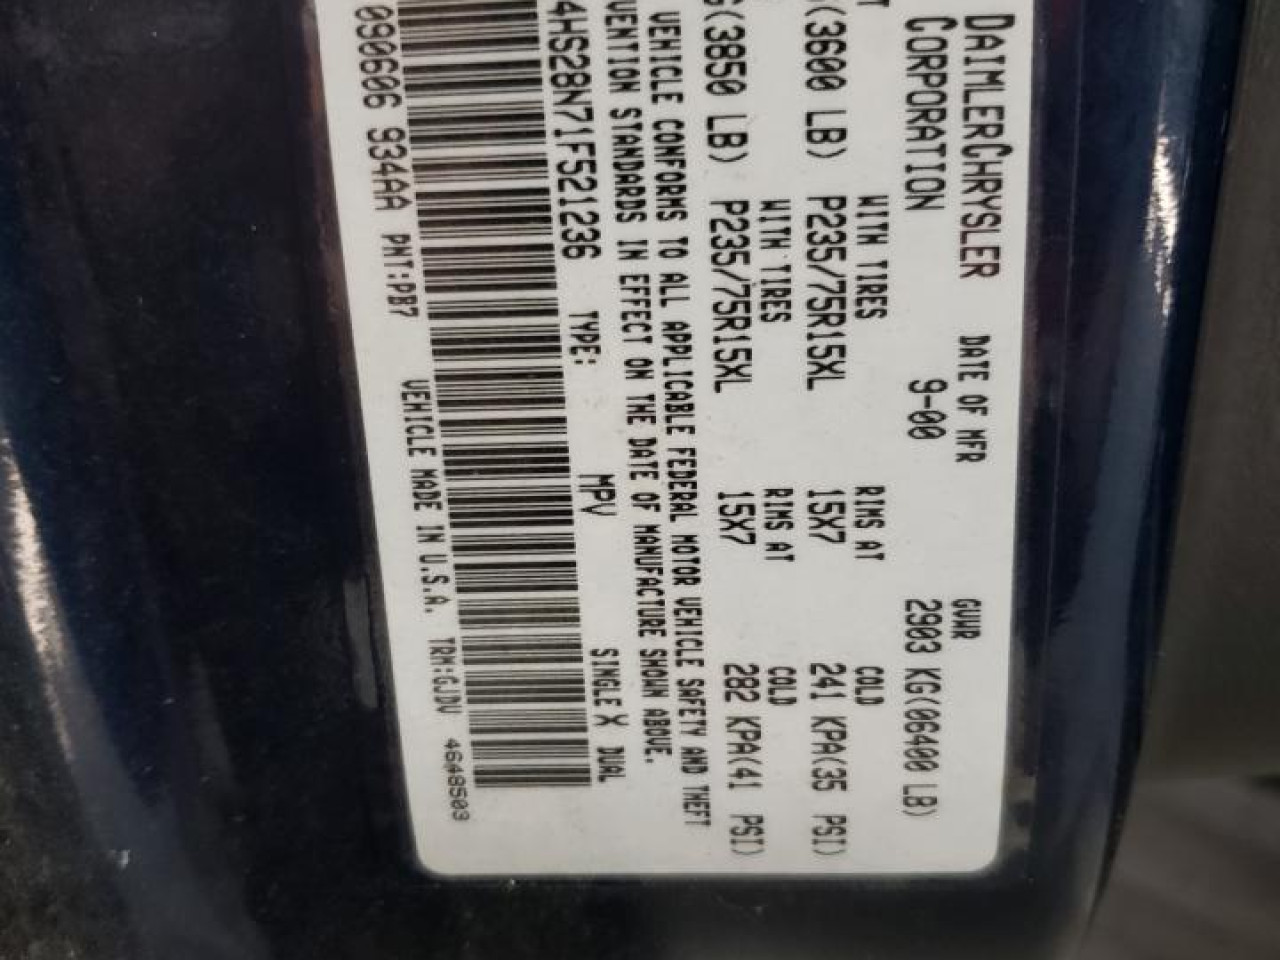 DAIMLERCHRYSLER DATE OF MFR GVWR
CORPORATION 9-00 2903 KG(06400 LB)
WITH TIRES RIMS AT COLD
(3600 LB) P235/75R15XL 15X7 241 KPA(35 PSI)
WITH TIRES RIMS AT COLD
G(3850 LB) P235/75R15XL 15X7 282 KPA(41 PSI)
VEHICLE CONFORMS TO ALL APPLICABLE FEDERAL MOTOR VEHICLE SAFETY AND THEFT
VENTION STANDARDS IN EFFECT ON THE DATE OF MANUFACTURE SHOWN ABOVE.
4HS28N71F521236 TYPE: MPV SINGLE X DUAL
090606 934AA PNT:PB7 VEHICLE MADE IN U.S.A. TRM:GJDV 4648503